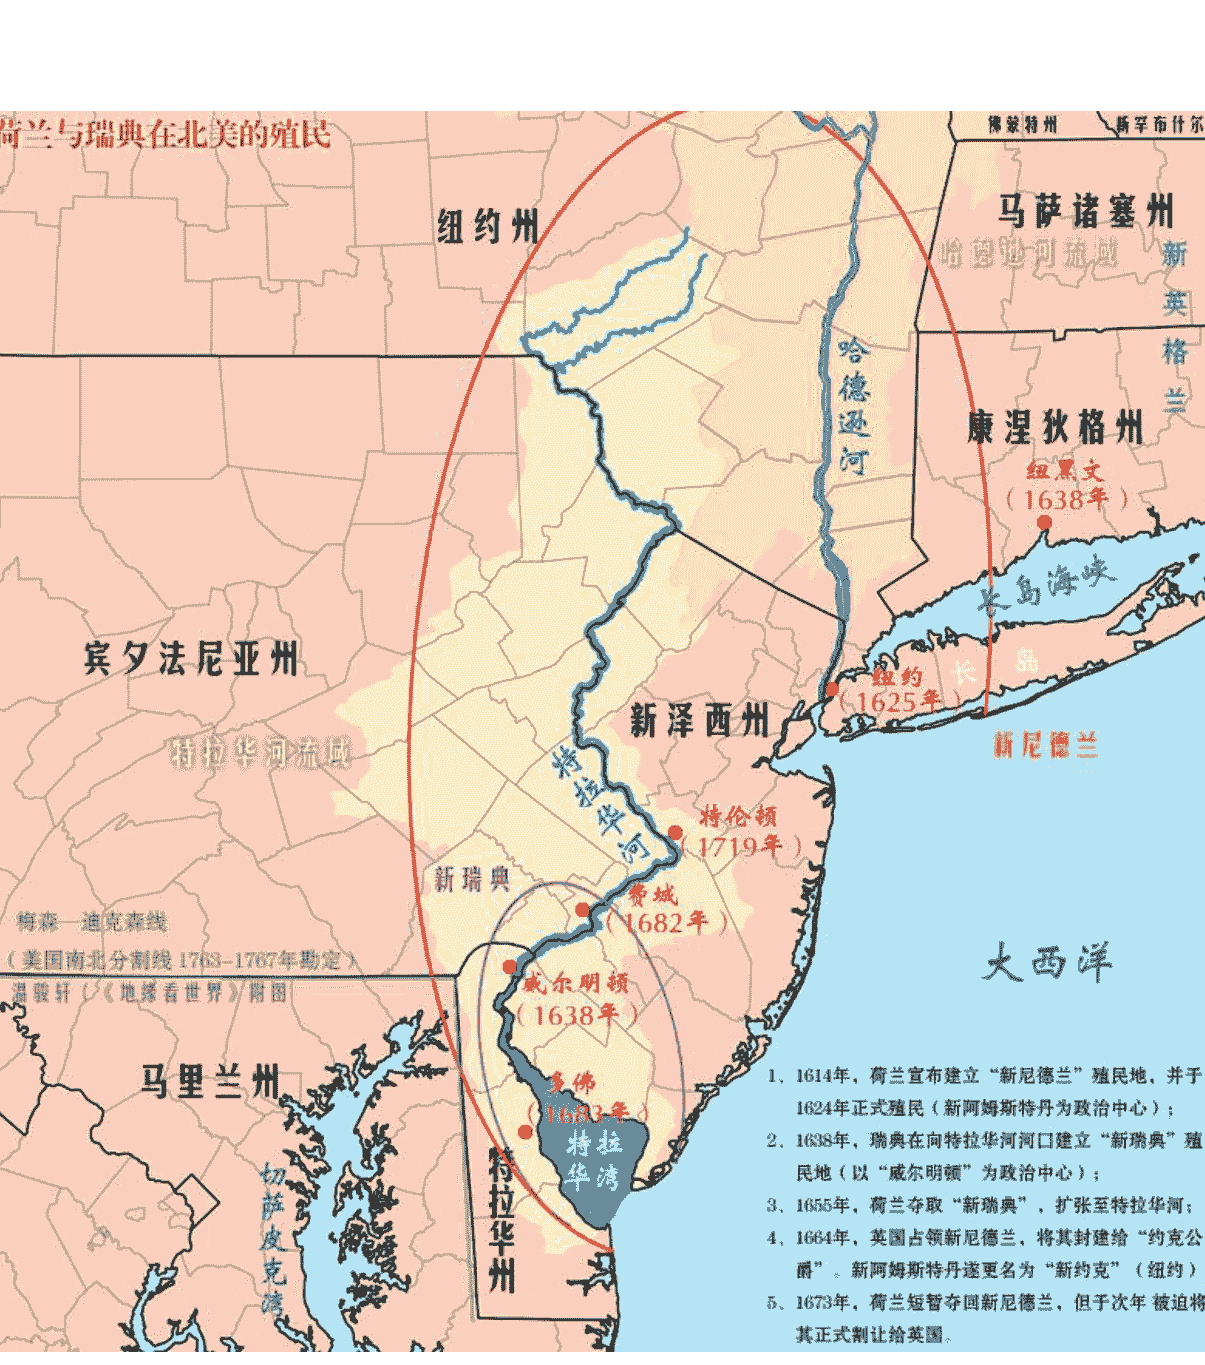 荷兰与瑞典在北美的殖民
佛蒙特州
新罕布什尔
纽约州
马萨诸塞州
哈德逊河流域
新英格兰
哈德逊河
康涅狄格州
纽黑文
（1638年）
长岛海峡
宾夕法尼亚州
长岛
纽约
（1625年）
新泽西州
新尼德兰
特拉华河流域
特拉华河
特伦顿
（1719年）
新瑞典
费城
（1682年）
梅森—迪克森线
（美国南北分割线 1763-1767年勘定）
温骏轩（《地缘看世界》附图
大西洋
威尔明顿
（1638年）
马里兰州
多佛
（1683年）
特拉
华湾
特拉华州
切萨皮克湾
1、1614年，荷兰宣布建立“新尼德兰”殖民地，并于
1624年正式殖民（新阿姆斯特丹为政治中心）；
2、1638年，瑞典在向特拉华河河口建立“新瑞典”殖
民地（以“威尔明顿”为政治中心）；
3、1655年，荷兰夺取“新瑞典”，扩张至特拉华河；
4、1664年，英国占领新尼德兰，将其封建给“约克公
爵”。新阿姆斯特丹遂更名为“新约克”（纽约）
5、1673年，荷兰短暂夺回新尼德兰，但于次年 被迫将
其正式割让给英国。